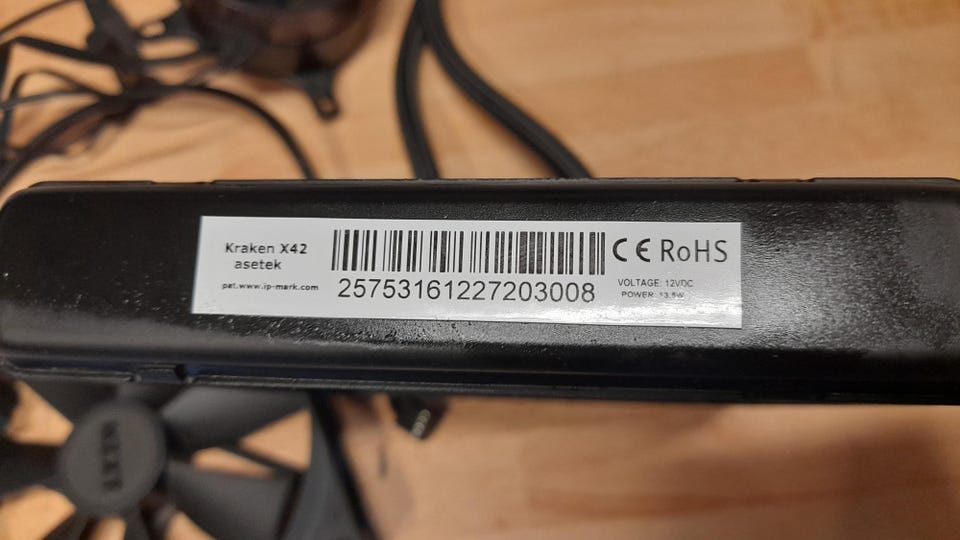 Kraken X42
asetek
pat.www.ip-mark.com
25753161227203008
CE RoHS
VOLTAGE: 12VDC
POWER: 13.5W